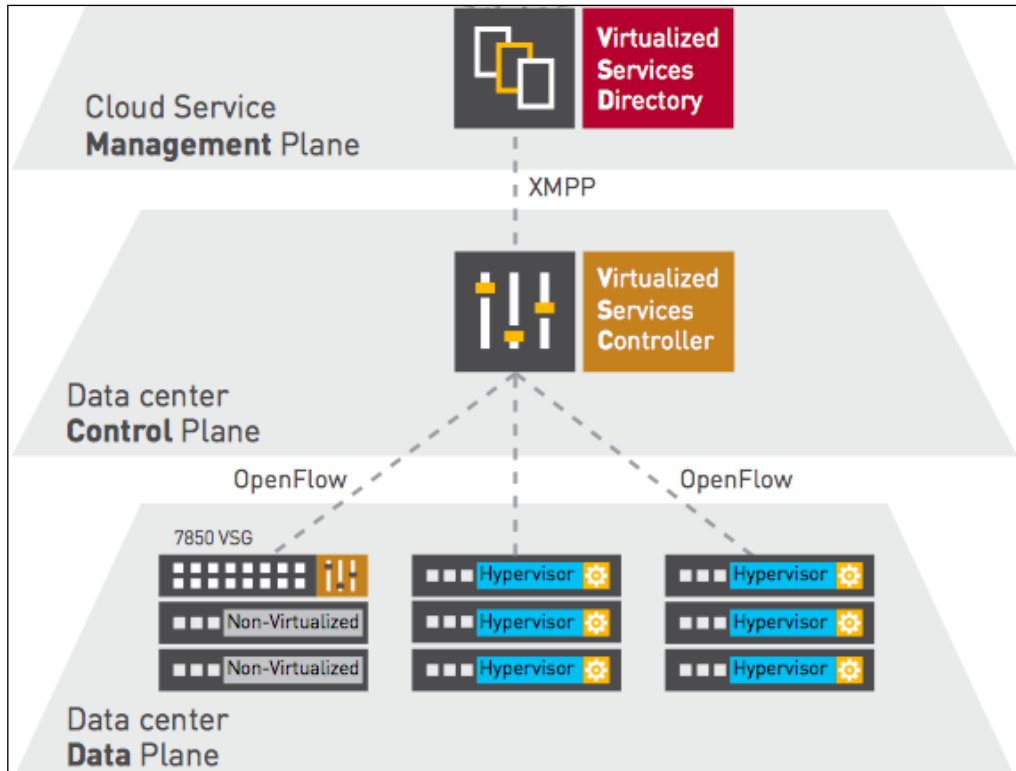 Virtualized
Services
Directory
Cloud Service
Management Plane
XMPP
Virtualized
Services
Controller
Data center
Control Plane
OpenFlow
OpenFlow
7850 VSG
Hypervisor
Hypervisor
Non-Virtualized
Hypervisor
Hypervisor
Non-Virtualized
Hypervisor
Hypervisor
Data center
Data Plane